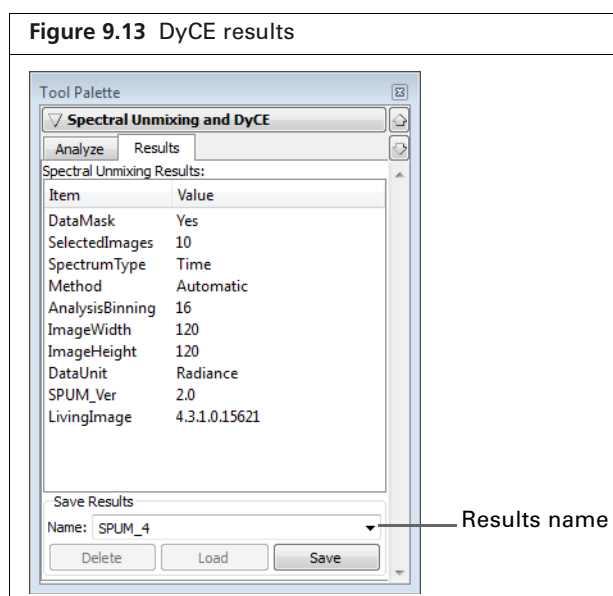 Figure 9.13 DyCE results
Tool Palette
Spectral Unmixing and DyCE
Analyze Results
Spectral Unmixing Results:
Item Value
DataMask Yes
SelectedImages 10
SpectrumType Time
Method Automatic
AnalysisBinning 16
ImageWidth 120
ImageHeight 120
DataUnit Radiance
SPUM_Ver 2.0
LivingImage 4.3.1.0.15621
Save Results
Name: SPUM_4
Results name
Delete Load Save